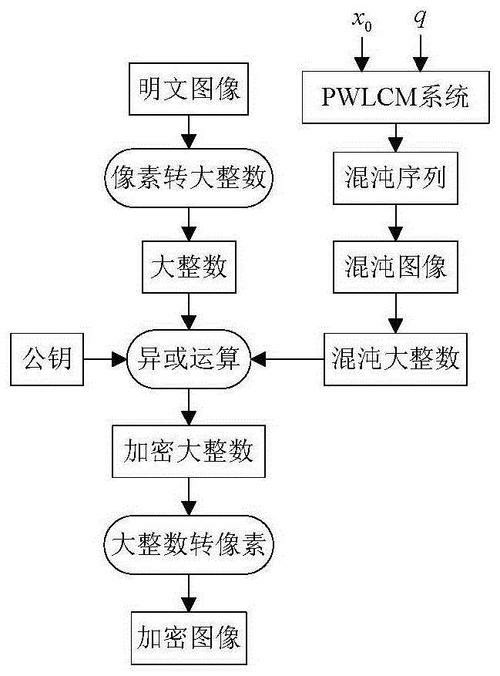 x₀
q
明文图像
PWLCM系统
像素转大整数
混沌序列
大整数
混沌图像
公钥
异或运算
混沌大整数
加密大整数
大整数转像素
加密图像